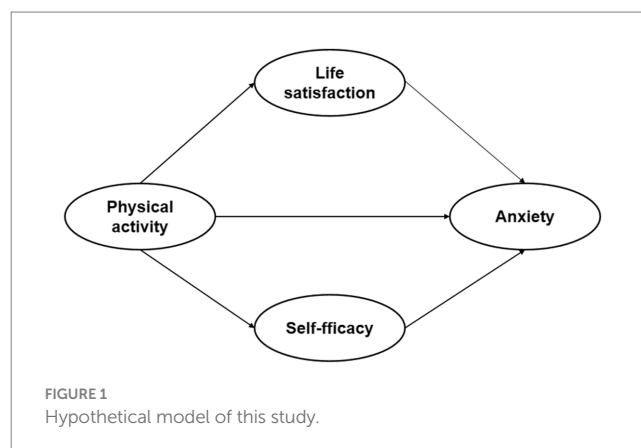 Life
satisfaction
Physical
activity
Anxiety
Self-fficacy
FIGURE 1
Hypothetical model of this study.